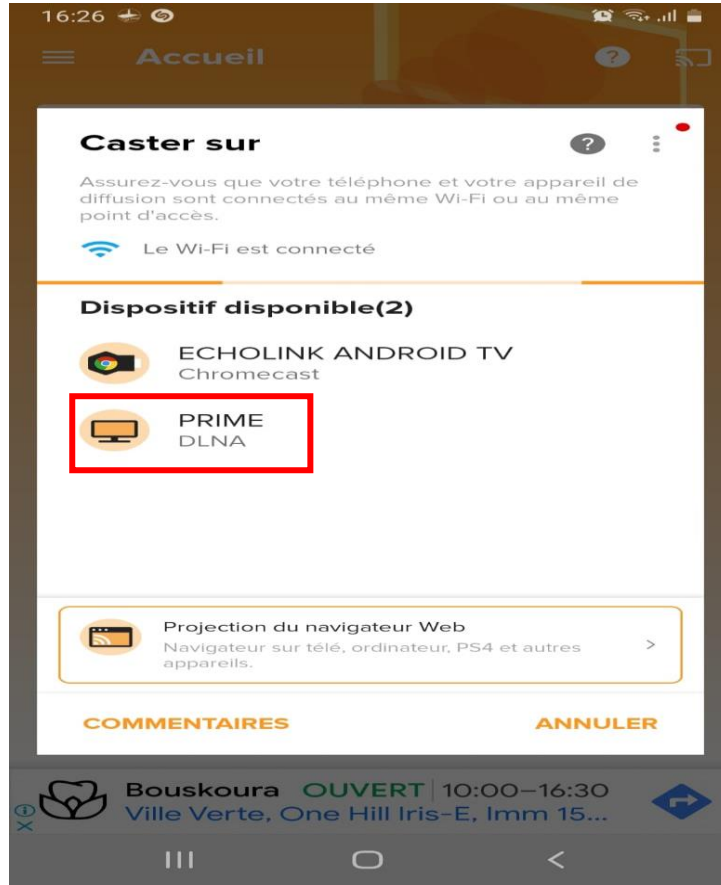 16:26
Accueil
Caster sur
Assurez-vous que votre téléphone et votre appareil de
diffusion sont connectés au même Wi-Fi ou au même
point d'accès.
Le Wi-Fi est connecté
Dispositif disponible(2)
ECHOLINK ANDROID TV
Chromecast
PRIME
DLNA
Projection du navigateur Web
Navigateur sur télé, ordinateur, PS4 et autres
appareils.
COMMENTAIRES ANNULER
Bouskoura OUVERT 10:00–16:30
Ville Verte, One Hill Iris-E, Imm 15...